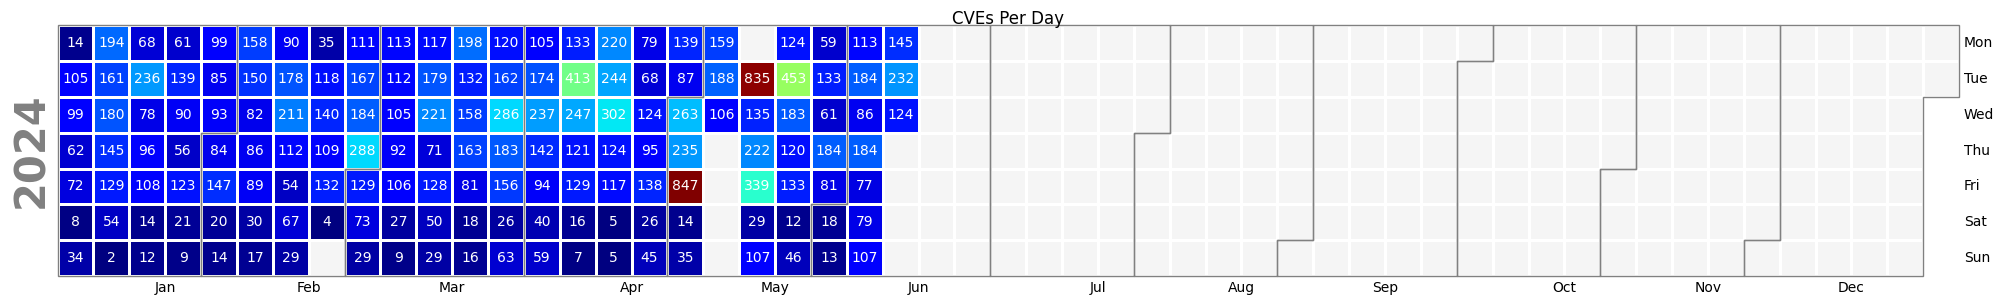 CVEs Per Day
2024
14 194 68 61 99 158 90 35 111 113 117 198 120 105 133 220 79 139 159 124 59 113 145 Mon
105 161 236 139 85 150 178 118 167 112 179 132 162 174 413 244 68 87 188 835 453 133 184 232 Tue
99 180 78 90 93 82 211 140 184 105 221 158 286 237 247 302 124 263 106 135 183 61 86 124 Wed
62 145 96 56 84 86 112 109 288 92 71 163 183 142 121 124 95 235 222 120 184 184 Thu
72 129 108 123 147 89 54 132 129 106 128 81 156 94 129 117 138 847 339 133 81 77 Fri
8 54 14 21 20 30 67 4 73 27 50 18 26 40 16 5 26 14 29 12 18 79 Sat
34 2 12 9 14 17 29 29 9 29 16 63 59 7 5 45 35 107 46 13 107 Sun
Jan Feb Mar Apr May Jun Jul Aug Sep Oct Nov Dec